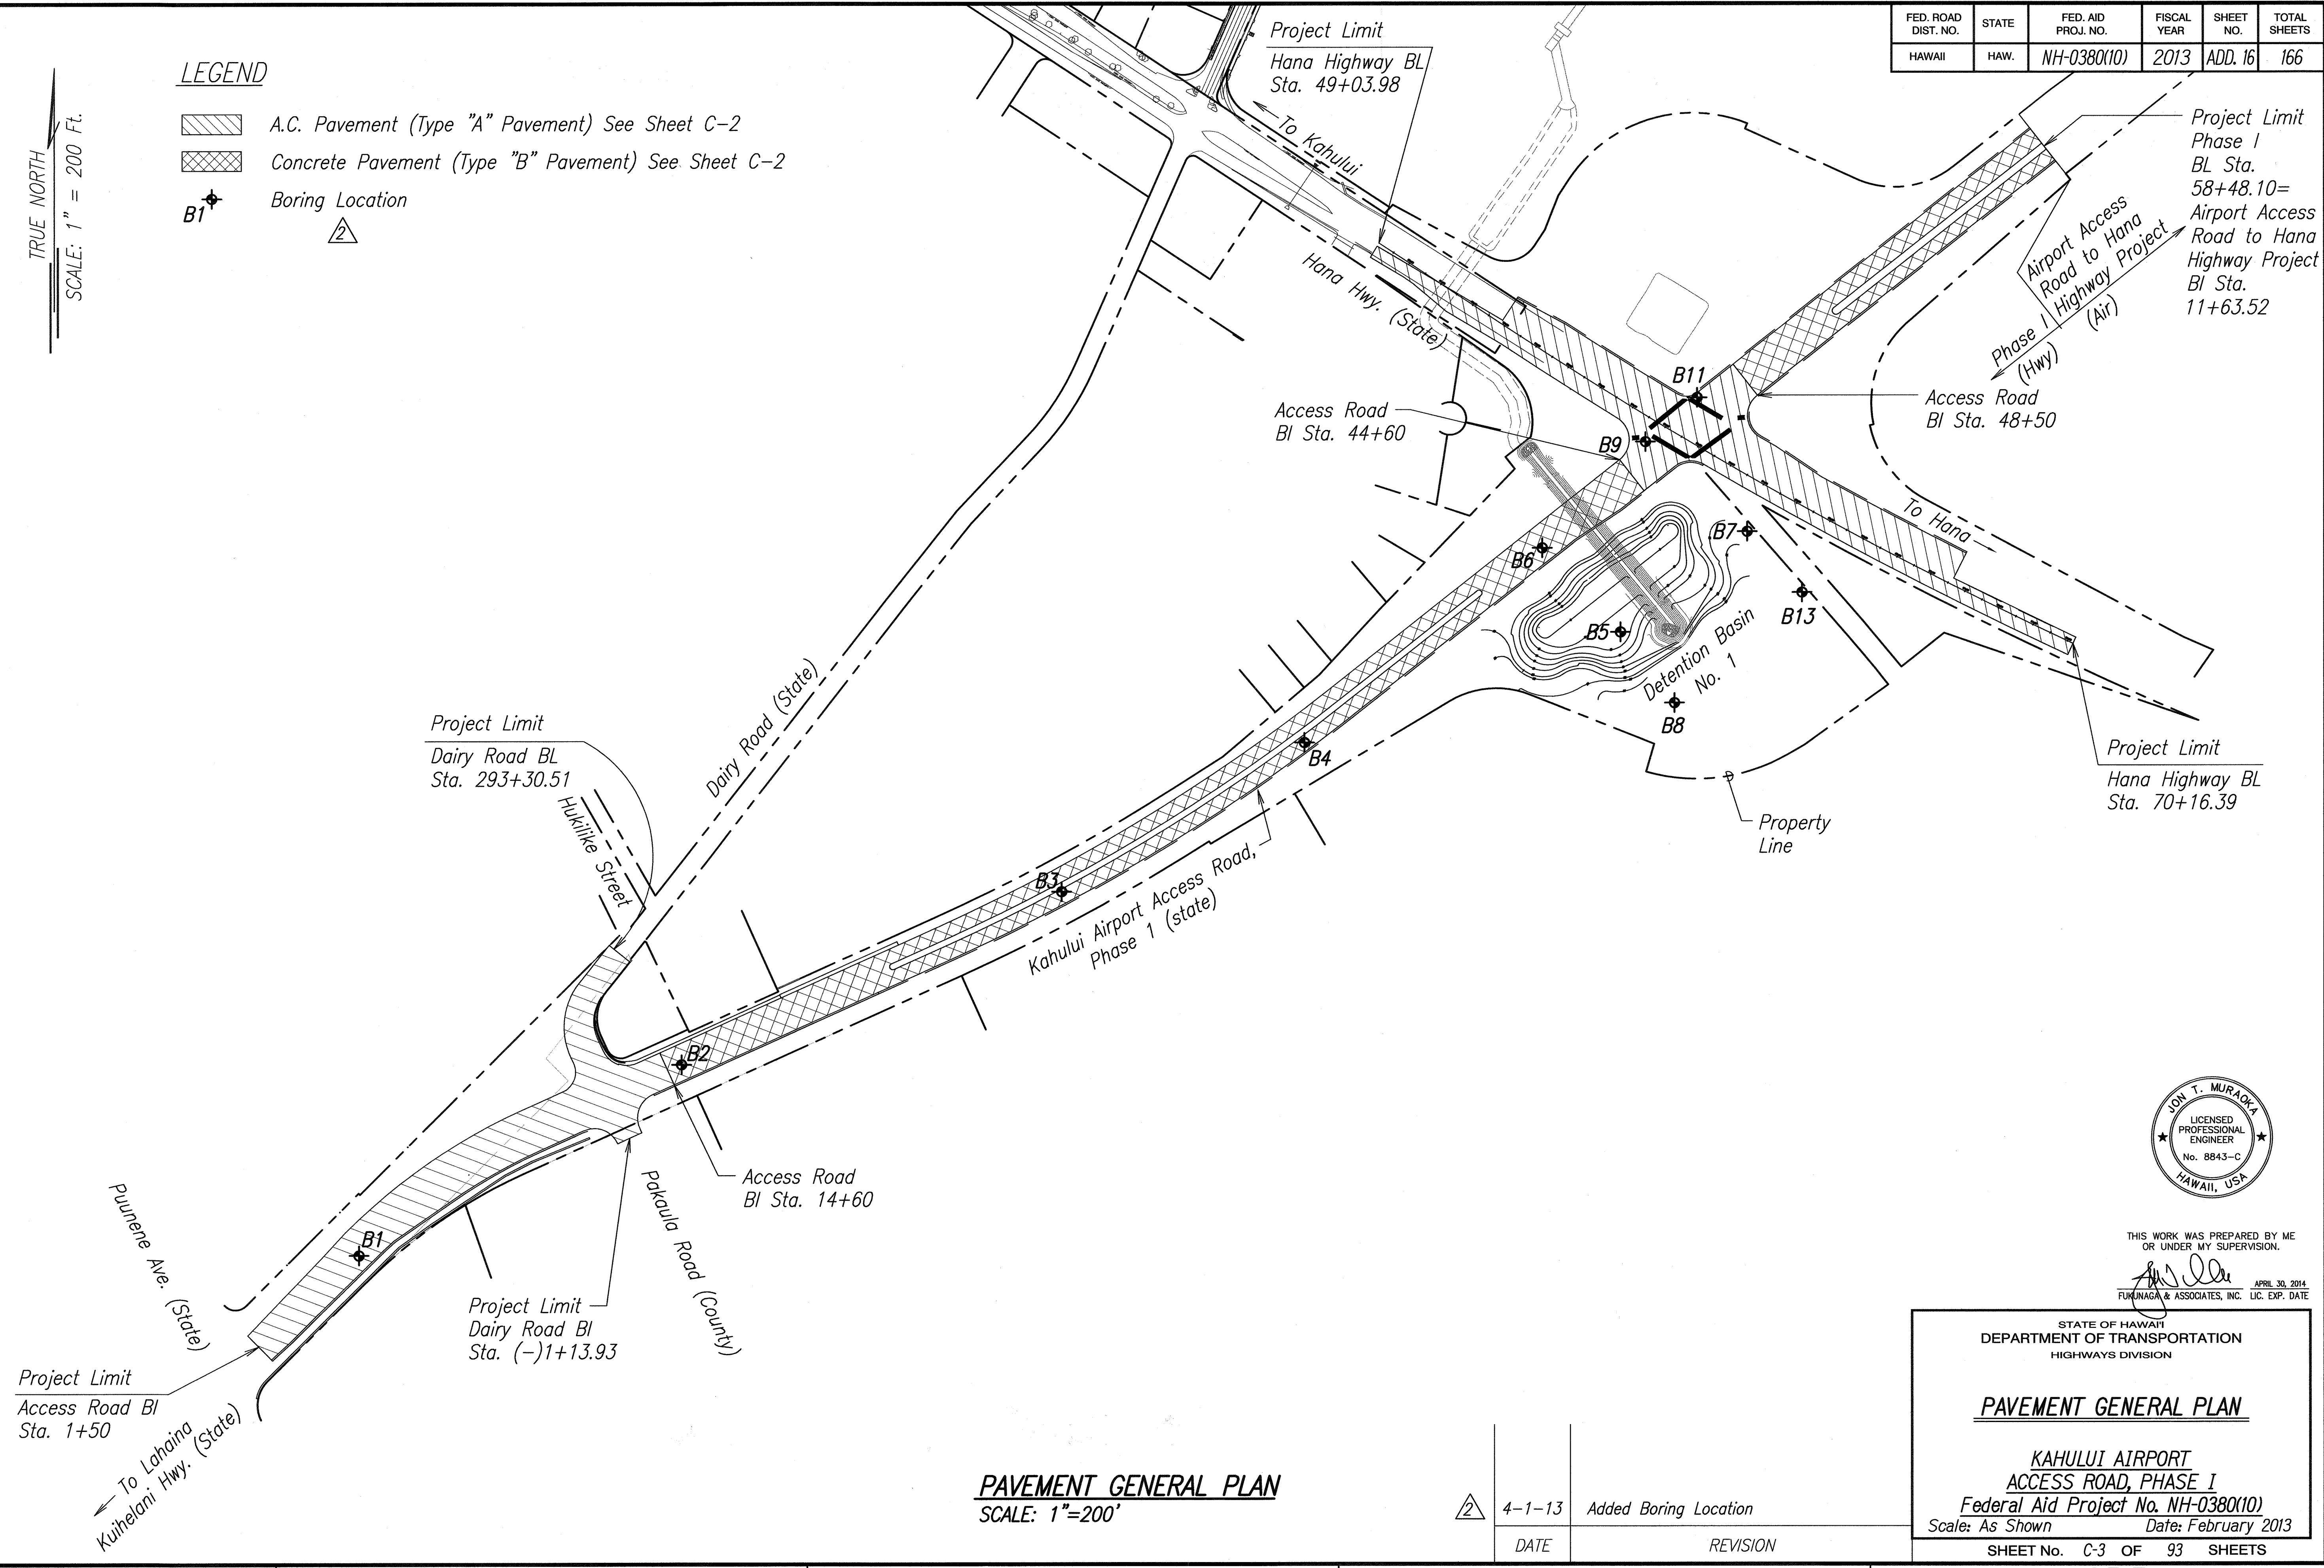 FED. ROAD DIST. NO.
STATE
FED. AID PROJ. NO.
FISCAL YEAR
SHEET NO.
TOTAL SHEETS
HAWAII
HAW.
NH-0380(10)
2013
ADD. 16
166
TRUE NORTH
SCALE: 1" = 200 Ft.
LEGEND
A.C. Pavement (Type "A" Pavement) See Sheet C-2
Concrete Pavement (Type "B" Pavement) See Sheet C-2
B1
Boring Location
2
Project Limit
Hana Highway BL
Sta. 49+03.98
To Kahului
Hana Hwy. (State)
Project Limit
Phase I
BL Sta.
58+48.10=
Airport Access
Road to Hana
Highway Project
Bl Sta.
11+63.52
Airport Access
Road to Hana
Highway Project
(Air)
Phase I
(Hwy)
Access Road
Bl Sta. 48+50
Access Road
Bl Sta. 44+60
B11
B9
B7
B6
B13
B5
B8
B4
B3
B2
B1
To Hana
Detention Basin
No. 1
Property
Line
Project Limit
Hana Highway BL
Sta. 70+16.39
Dairy Road (State)
Project Limit
Dairy Road BL
Sta. 293+30.51
Hukilike Street
Kahului Airport Access Road,
Phase 1 (state)
Access Road
Bl Sta. 14+60
Pakaula Road (County)
Project Limit
Dairy Road Bl
Sta. (-)1+13.93
Puunene Ave. (State)
Project Limit
Access Road Bl
Sta. 1+50
To Lahaina
Kuihelani Hwy. (State)
PAVEMENT GENERAL PLAN
SCALE: 1"=200'
2
4-1-13
Added Boring Location
DATE
REVISION
JON T. MURAOKA
LICENSED
PROFESSIONAL
ENGINEER
No. 8843-C
HAWAII, USA
THIS WORK WAS PREPARED BY ME
OR UNDER MY SUPERVISION.
APRIL 30, 2014
FUKUNAGA & ASSOCIATES, INC. LIC. EXP. DATE
STATE OF HAWAI'I
DEPARTMENT OF TRANSPORTATION
HIGHWAYS DIVISION
PAVEMENT GENERAL PLAN
KAHULUI AIRPORT
ACCESS ROAD, PHASE I
Federal Aid Project No. NH-0380(10)
Scale: As Shown Date: February 2013
SHEET No. C-3 OF 93 SHEETS